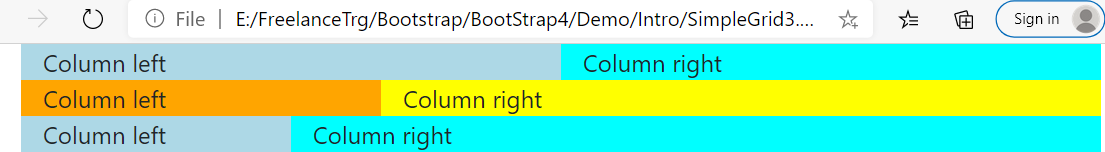 File | E:/FreelanceTrg/Bootstrap/BootStrap4/Demo/Intro/SimpleGrid3.... Sign in
Column left Column right
Column left Column right
Column left Column right